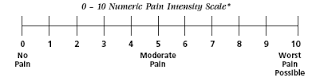 0 – 10 Numeric Pain Intensity Scale*
0 1 2 3 4 5 6 7 8 9 10
No Moderate Worst
Pain Pain Pain
Possible